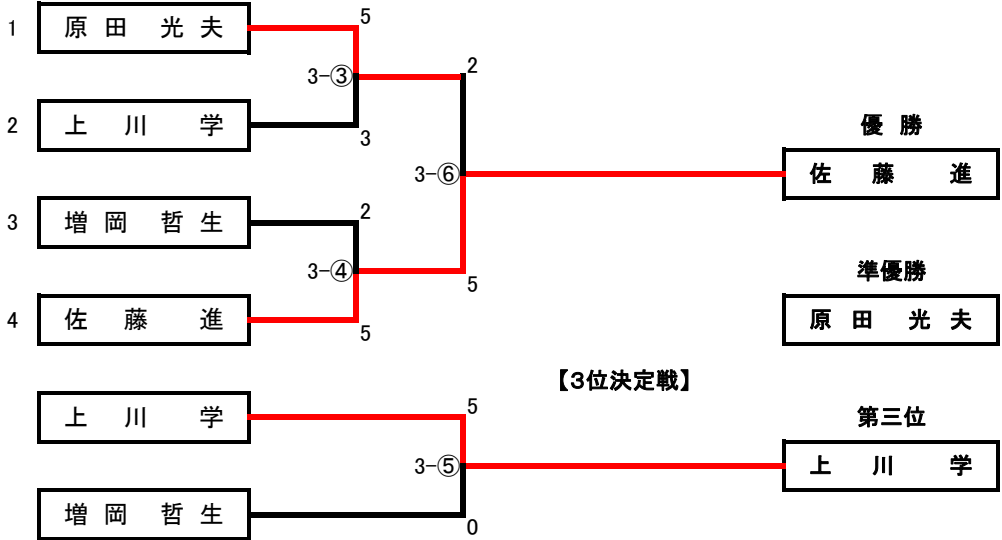 1 原田 光夫 5
3-③ 2
2 上川 学 3
優勝
3-⑥ 佐藤 進
3 増岡 哲生 2
3-④ 5
準優勝
4 佐藤 進 5
原田 光夫
【3位決定戦】
上川 学 5
第三位
3-⑤ 上川 学
増岡 哲生 0